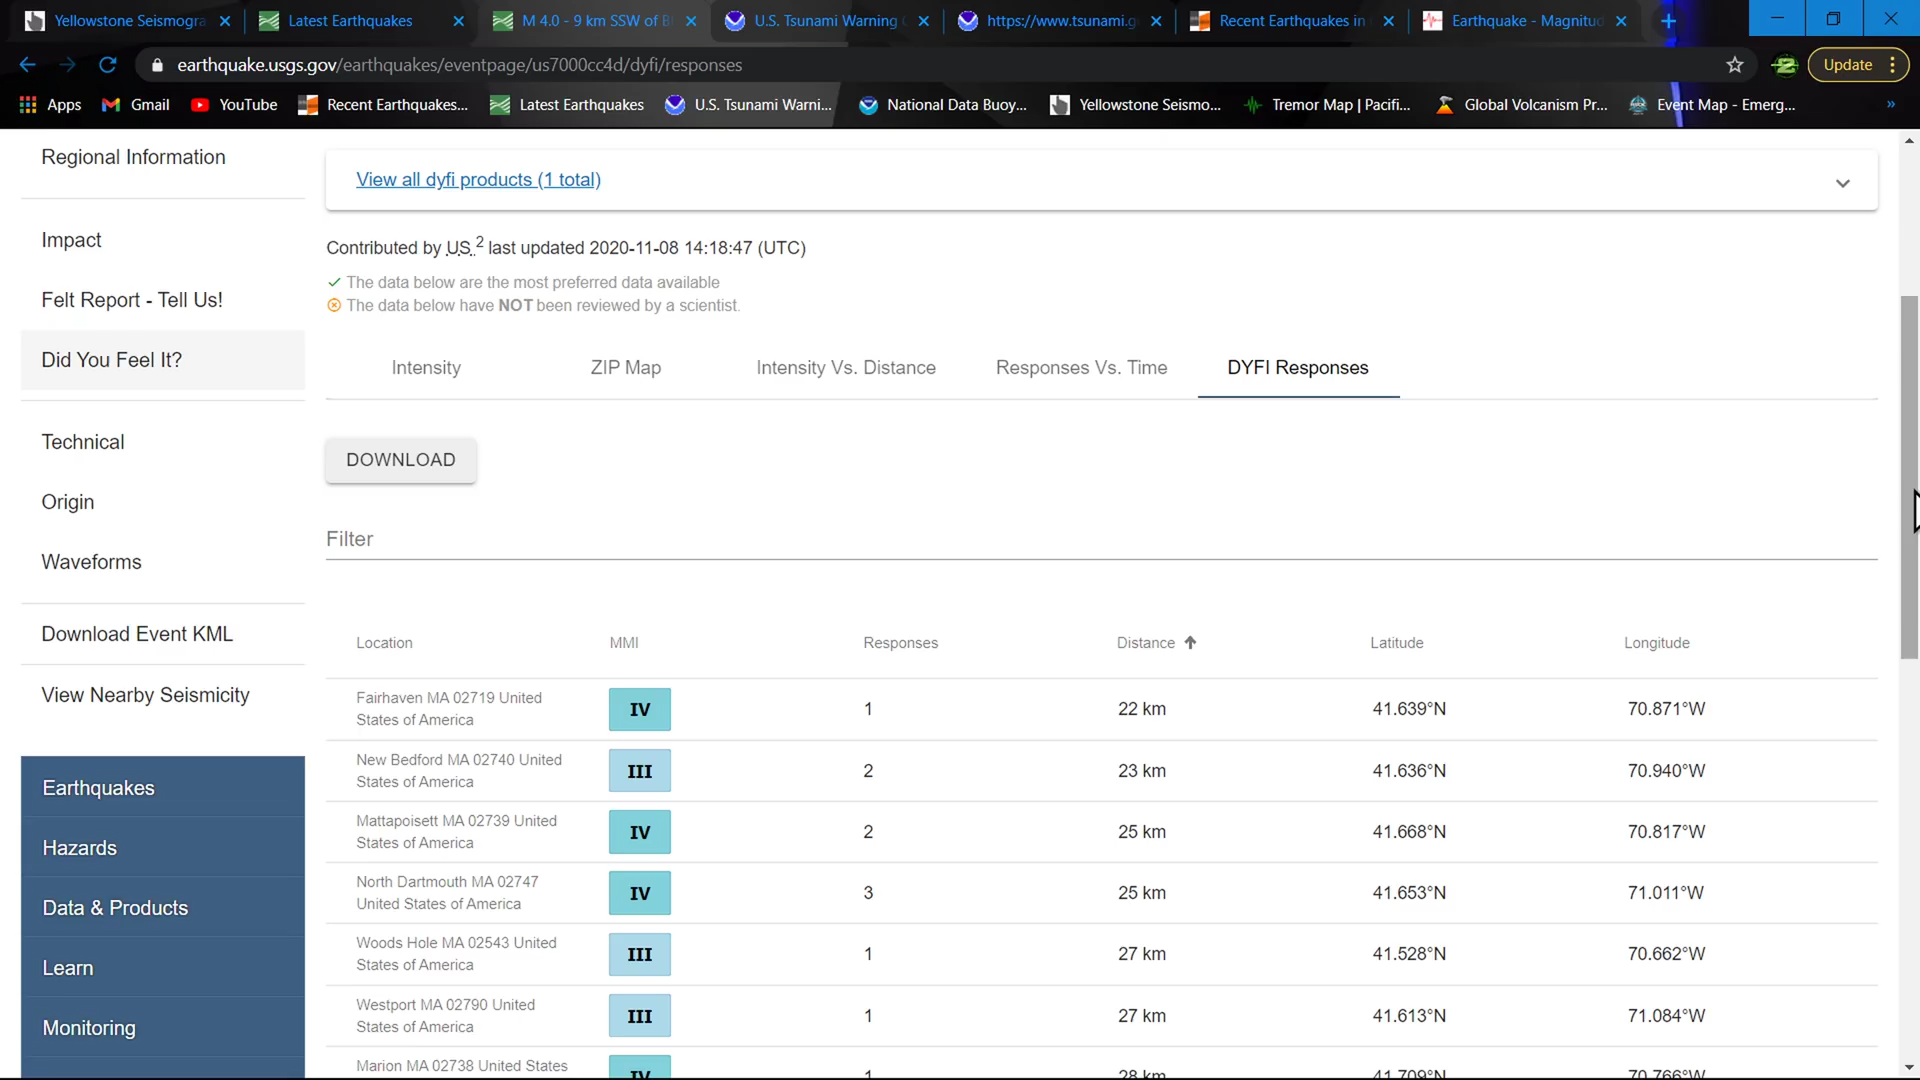 Yellowstone Seismogra
Latest Earthquakes
M 4.0 - 9 km SSW of B
U.S. Tsunami Warning
https://www.tsunami.g
Recent Earthquakes in
Earthquake - Magnitud
earthquake.usgs.gov/earthquakes/eventpage/us7000cc4d/dyfi/responses
Update
Apps
Gmail
YouTube
Recent Earthquakes...
Latest Earthquakes
U.S. Tsunami Warni...
National Data Buoy...
Yellowstone Seismo...
Tremor Map | Pacifi...
Global Volcanism Pr...
Event Map - Emerg...
»
Regional Information
Impact
Felt Report - Tell Us!
Did You Feel It?
Technical
Origin
Waveforms
Download Event KML
View Nearby Seismicity
Earthquakes
Hazards
Data & Products
Learn
Monitoring
View all dyfi products (1 total)
Contributed by US 2 last updated 2020-11-08 14:18:47 (UTC)
The data below are the most preferred data available
The data below have NOT been reviewed by a scientist.
Intensity
ZIP Map
Intensity Vs. Distance
Responses Vs. Time
DYFI Responses
DOWNLOAD
Filter
Location MMI Responses Distance Latitude Longitude
Fairhaven MA 02719 United
States of America
IV 1 22 km 41.639°N 70.871°W
New Bedford MA 02740 United
States of America
III 2 23 km 41.636°N 70.940°W
Mattapoisett MA 02739 United
States of America
IV 2 25 km 41.668°N 70.817°W
North Dartmouth MA 02747
United States of America
IV 3 25 km 41.653°N 71.011°W
Woods Hole MA 02543 United
States of America
III 1 27 km 41.528°N 70.662°W
Westport MA 02790 United
States of America
III 1 27 km 41.613°N 71.084°W
Marion MA 02738 United States
IV 1 28 km 41.709°N 70.766°W